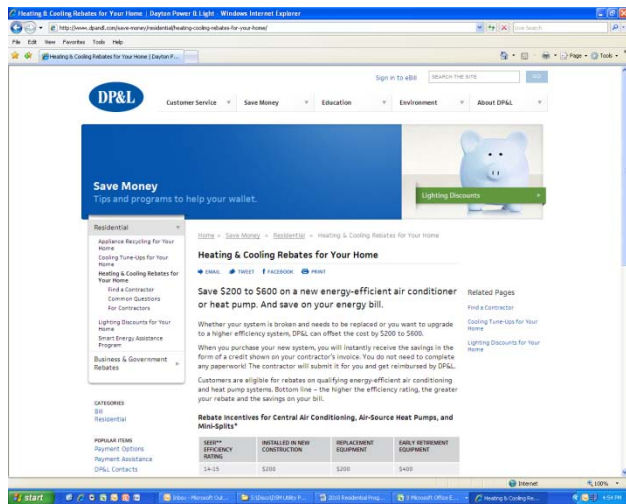 Heating & Cooling Rebates for Your Home | Dayton Power & Light - Windows Internet Explorer
http://www.dpandl.com/save-money/residential/heating-cooling-rebates-for-your-home/
Live Search
File Edit View Favorites Tools Help
Heating & Cooling Rebates for Your Home | Dayton P...
Page Tools
Sign in to eBill
SEARCH THE SITE
GO
DP&L
Customer Service
Save Money
Education
Environment
About DP&L
Save Money
Tips and programs to help your wallet.
Lighting Discounts
Residential
Appliance Recycling for Your
Home
Cooling Tune-Ups for Your
Home
Heating & Cooling Rebates for
Your Home
Find a Contractor
Common Questions
For Contractors
Lighting Discounts for Your
Home
Smart Energy Assistance
Program
Business & Government
Rebates
CATEGORIES
Bill
Residential
POPULAR ITEMS
Payment Options
Payment Assistance
DP&L Contacts
Home » Save Money » Residential » Heating & Cooling Rebates for Your Home
Heating & Cooling Rebates for Your Home
EMAIL TWEET FACEBOOK PRINT
Save $200 to $600 on a new energy-efficient air conditioner
or heat pump. And save on your energy bill.
Whether your system is broken and needs to be replaced or you want to upgrade
to a higher efficiency system, DP&L can offset the cost by $200 to $600.
When you purchase your new system, you will instantly receive the savings in the
form of a credit shown on your contractor's invoice. You do not need to complete
any paperwork! The contractor will submit it for you and get reimbursed by DP&L.
Customers are eligible for rebates on qualifying energy-efficient air conditioning
and heat pump systems. Bottom line – the higher the efficiency rating, the greater
your rebate and the savings on your bill.
Rebate Incentives for Central Air Conditioning, Air-Source Heat Pumps, and
Mini-Splits*
SEER** EFFICIENCY RATING INSTALLED IN NEW CONSTRUCTION REPLACEMENT EQUIPMENT EARLY RETIREMENT EQUIPMENT
14-15 $200 $200 $400
Related Pages
Find a Contractor
Cooling Tune-Ups for Your
Home
Lighting Discounts for Your
Home
Internet
100%
start
Inbox - Microsoft Out...
2010 Residential Prog...
3 Microsoft Office E...
Heating & Cooling Re...
4:54 PM